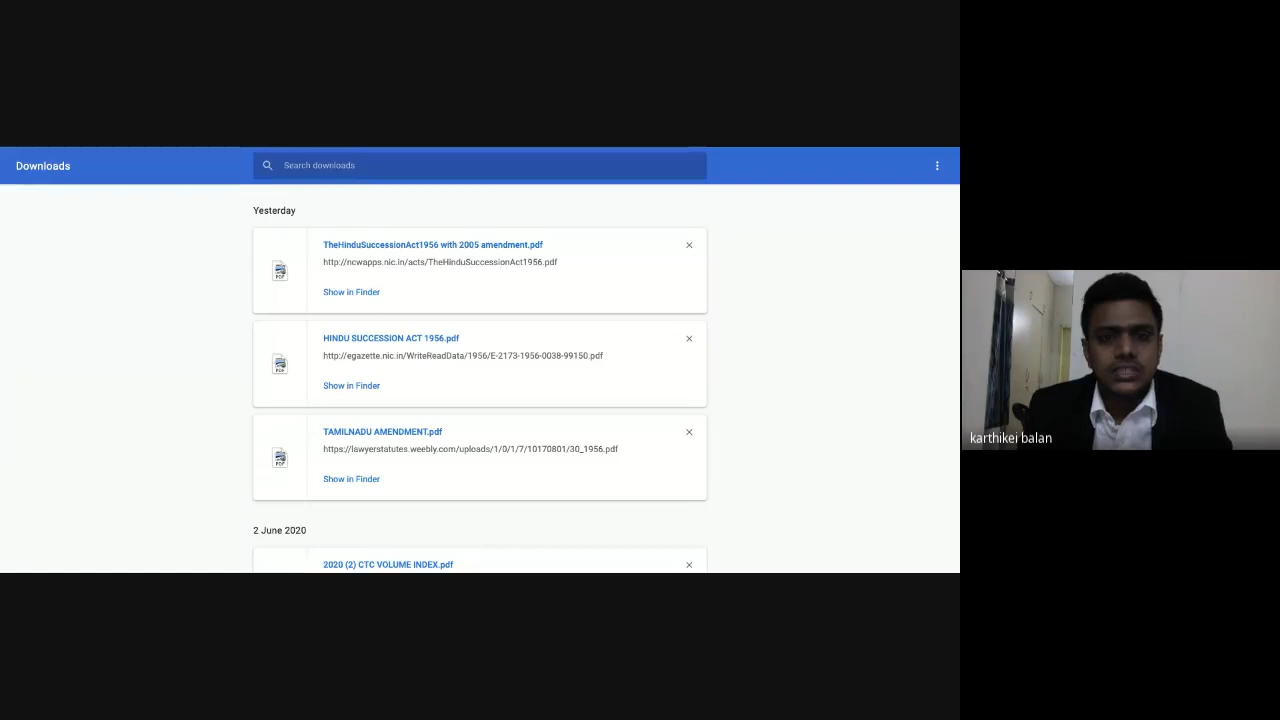 Downloads
Search downloads
Yesterday
TheHinduSuccessionAct1956 with 2005 amendment.pdf
http://ncwapps.nic.in/acts/TheHinduSuccessionAct1956.pdf
Show in Finder
PDF
HINDU SUCCESSION ACT 1956.pdf
http://egazette.nic.in/WriteReadData/1956/E-2173-1956-0038-99150.pdf
Show in Finder
PDF
TAMILNADU AMENDMENT.pdf
https://lawyerstatutes.weebly.com/uploads/1/0/1/7/10170801/30_1956.pdf
Show in Finder
PDF
2 June 2020
2020 (2) CTC VOLUME INDEX.pdf
karthikei balan